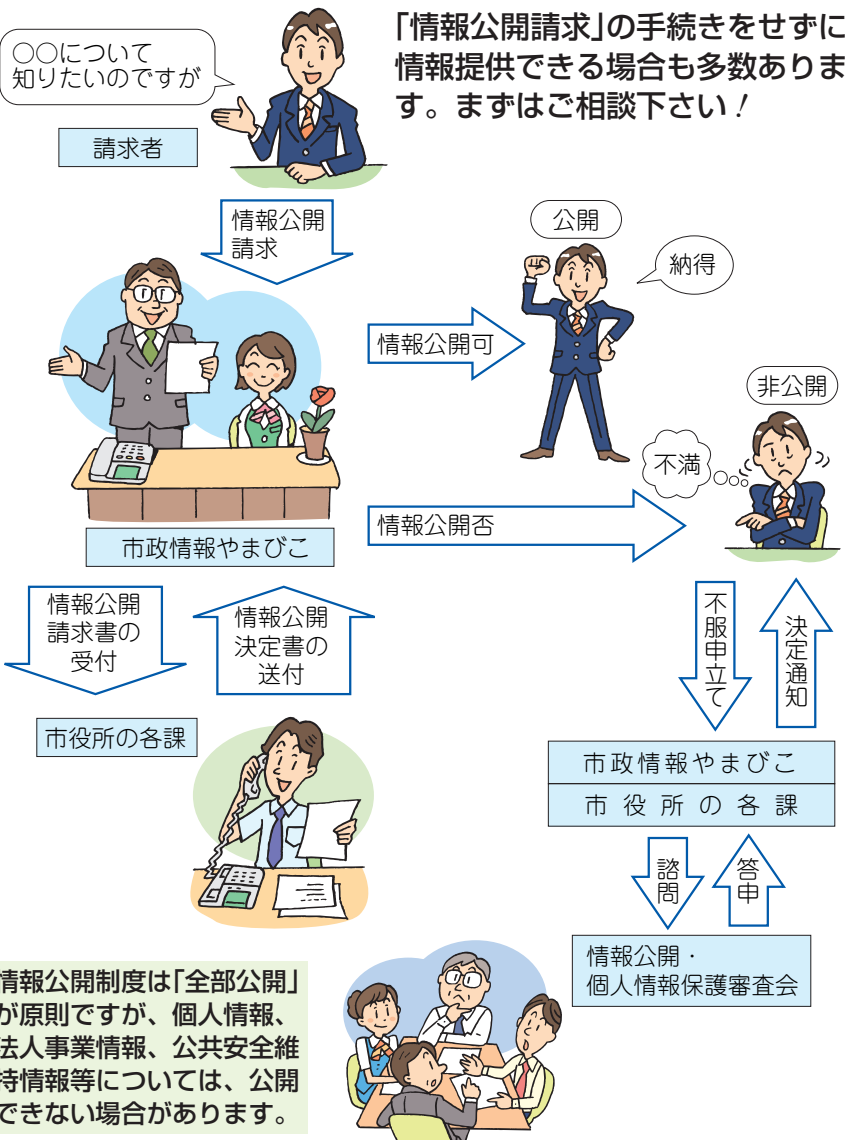 「情報公開請求」の手続きをせずに
情報提供できる場合も多数ありま
す。まずはご相談下さい！
○○について
知りたいのですが
請求者
情報公開
請求
公開
納得
情報公開可
非公開
不満
情報公開否
市政情報やまびこ
情報公開
請求書の
受付
情報公開
決定書の
送付
不服申立て
決定通知
市役所の各課
市政情報やまびこ
市役所の各課
諮問
答申
情報公開・
個人情報保護審査会
情報公開制度は「全部公開」
が原則ですが、個人情報、
法人事業情報、公共安全維
持情報等については、公開
できない場合があります。